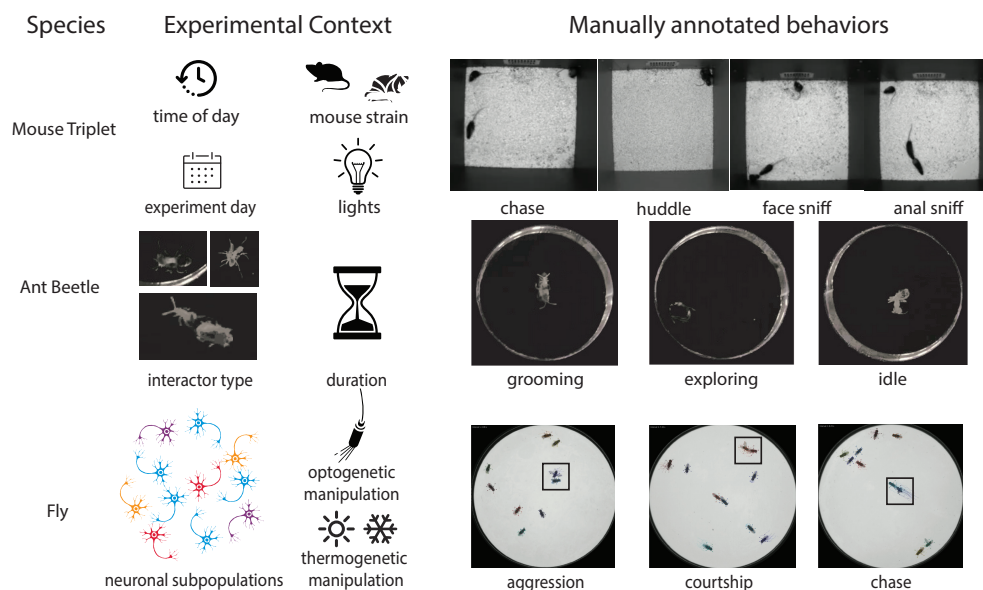 Species
Experimental Context
Manually annotated behaviors
Mouse Triplet
time of day
mouse strain
experiment day
lights
chase
huddle
face sniff
anal sniff
Ant Beetle
interactor type
duration
grooming
exploring
idle
Fly
neuronal subpopulations
optogenetic
manipulation
thermogenetic
manipulation
aggression
courtship
chase